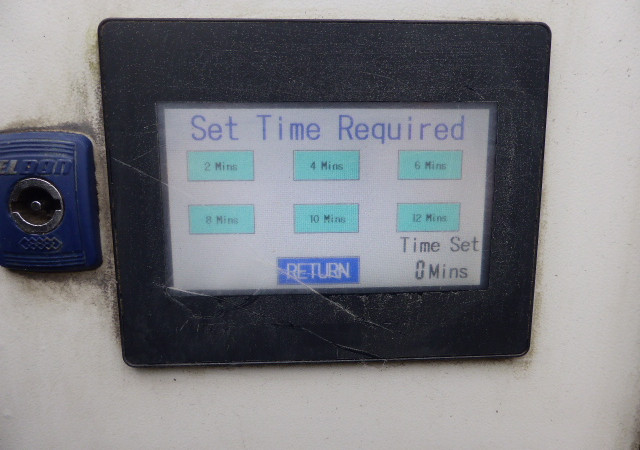 Set Time Required
2 Mins 4 Mins 6 Mins
8 Mins 10 Mins 12 Mins
Time Set
RETURN 0 Mins